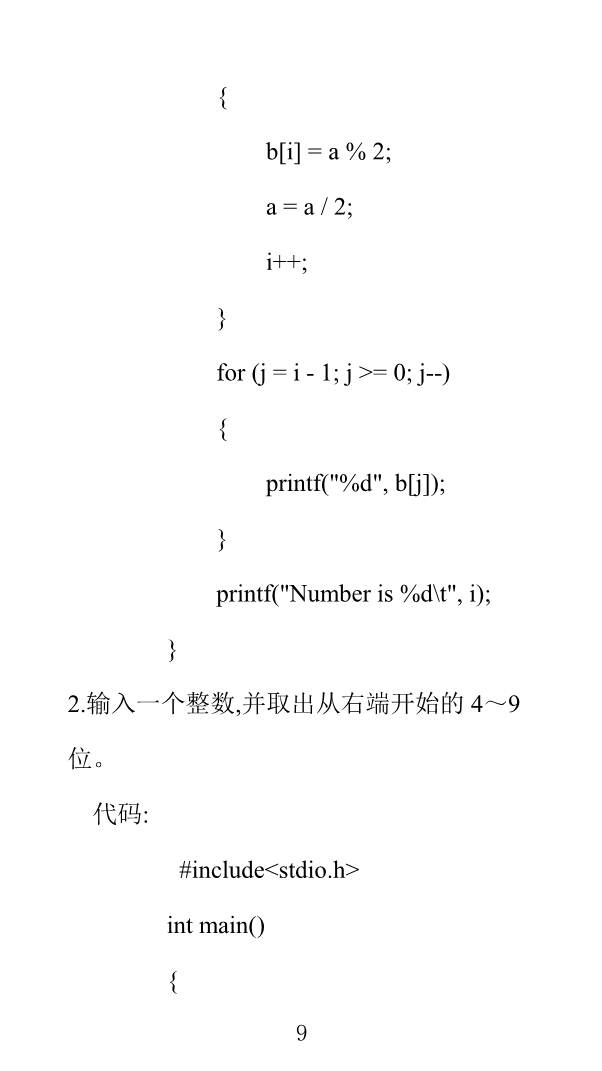 {
b[i] = a % 2;
a = a / 2;
i++;
}
for (j = i - 1; j >= 0; j--)
{
printf("%d", b[j]);
}
printf("Number is %d\t", i);
}
2.输入一个整数,并取出从右端开始的 4～9
位。
代码:
#include<stdio.h>
int main()
{
9